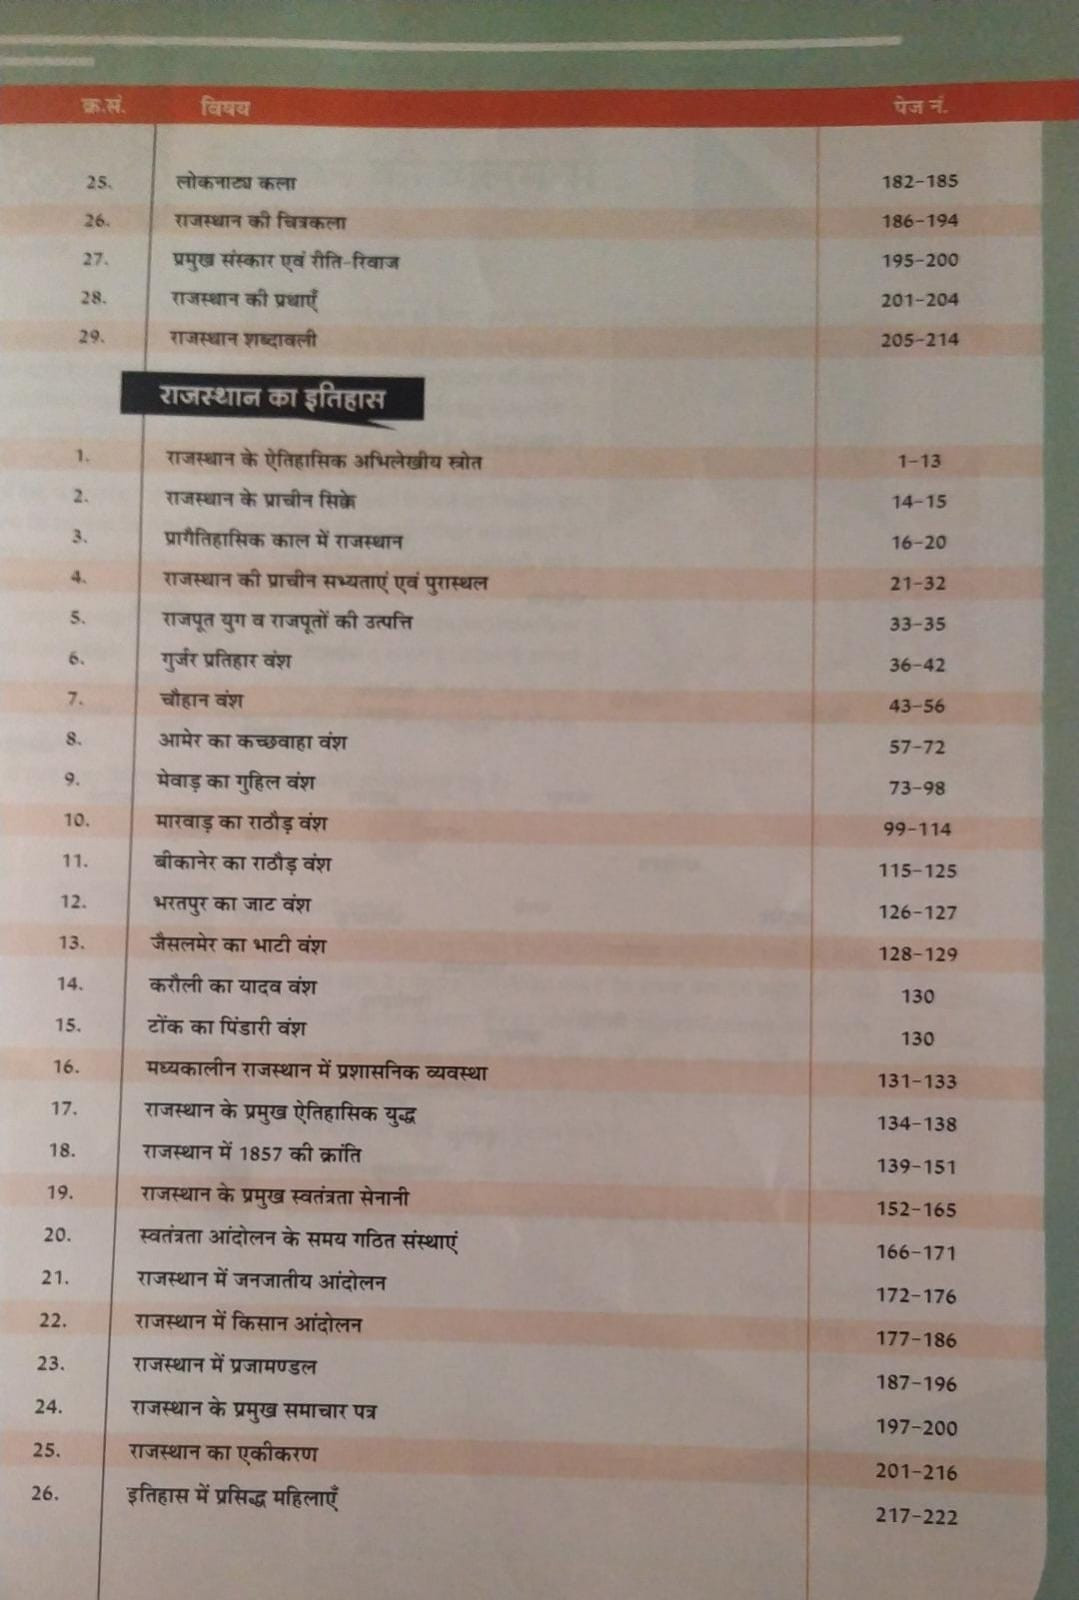 क्र.सं. विषय पेज नं.
25. लोकनाट्य कला 182-185
26. राजस्थान की चित्रकला 186-194
27. प्रमुख संस्कार एवं रीति-रिवाज 195-200
28. राजस्थान की प्रथाएँ 201-204
29. राजस्थान शब्दावली 205-214
राजस्थान का इतिहास
1. राजस्थान के ऐतिहासिक अभिलेखीय स्त्रोत 1-13
2. राजस्थान के प्राचीन सिक्के 14-15
3. प्रागैतिहासिक काल में राजस्थान 16-20
4. राजस्थान की प्राचीन सभ्यताएं एवं पुरास्थल 21-32
5. राजपूत युग व राजपूतों की उत्पत्ति 33-35
6. गुर्जर प्रतिहार वंश 36-42
7. चौहान वंश 43-56
8. आमेर का कच्छवाहा वंश 57-72
9. मेवाड़ का गुहिल वंश 73-98
10. मारवाड़ का राठौड़ वंश 99-114
11. बीकानेर का राठौड़ वंश 115-125
12. भरतपुर का जाट वंश 126-127
13. जैसलमेर का भाटी वंश 128-129
14. करौली का यादव वंश 130
15. टोंक का पिंडारी वंश 130
16. मध्यकालीन राजस्थान में प्रशासनिक व्यवस्था 131-133
17. राजस्थान के प्रमुख ऐतिहासिक युद्ध 134-138
18. राजस्थान में 1857 की क्रांति 139-151
19. राजस्थान के प्रमुख स्वतंत्रता सेनानी 152-165
20. स्वतंत्रता आंदोलन के समय गठित संस्थाएं 166-171
21. राजस्थान में जनजातीय आंदोलन 172-176
22. राजस्थान में किसान आंदोलन 177-186
23. राजस्थान में प्रजामण्डल 187-196
24. राजस्थान के प्रमुख समाचार पत्र 197-200
25. राजस्थान का एकीकरण 201-216
26. इतिहास में प्रसिद्ध महिलाएँ 217-222